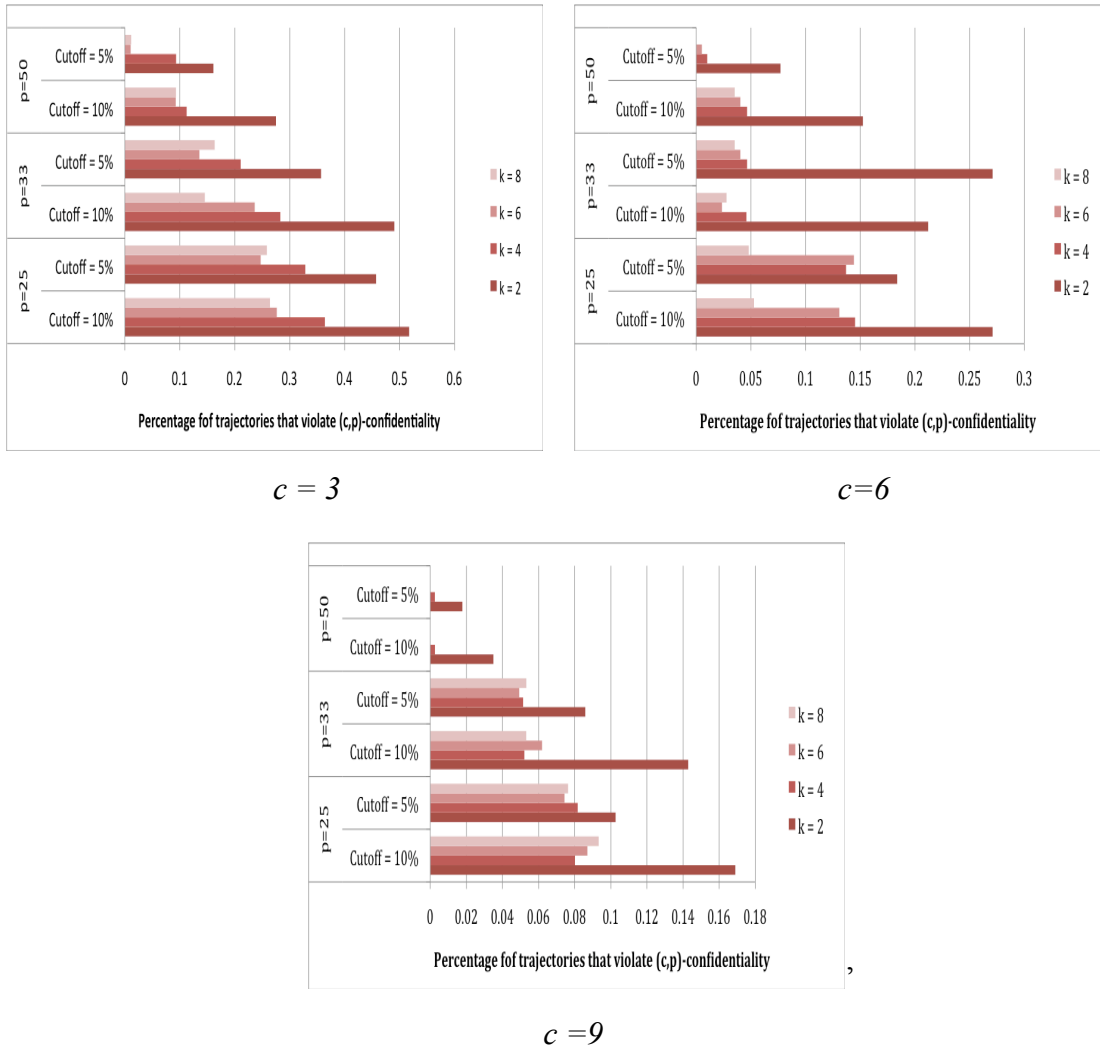 p=50
Cutoff = 5%
Cutoff = 10%
p=33
Cutoff = 5%
Cutoff = 10%
p=25
Cutoff = 5%
Cutoff = 10%
k = 8
k = 6
k = 4
k = 2
0 0.1 0.2 0.3 0.4 0.5 0.6
Percentage fof trajectories that violate (c,p)-confidentiality
c = 3
p=50
Cutoff = 5%
Cutoff = 10%
p=33
Cutoff = 5%
Cutoff = 10%
p=25
Cutoff = 5%
Cutoff = 10%
k = 8
k = 6
k = 4
k = 2
0 0.05 0.1 0.15 0.2 0.25 0.3
Percentage fof trajectories that violate (c,p)-confidentiality
c=6
p=50
Cutoff = 5%
Cutoff = 10%
p=33
Cutoff = 5%
Cutoff = 10%
p=25
Cutoff = 5%
Cutoff = 10%
k = 8
k = 6
k = 4
k = 2
0 0.02 0.04 0.06 0.08 0.1 0.12 0.14 0.16 0.18
Percentage fof trajectories that violate (c,p)-confidentiality ,
c =9